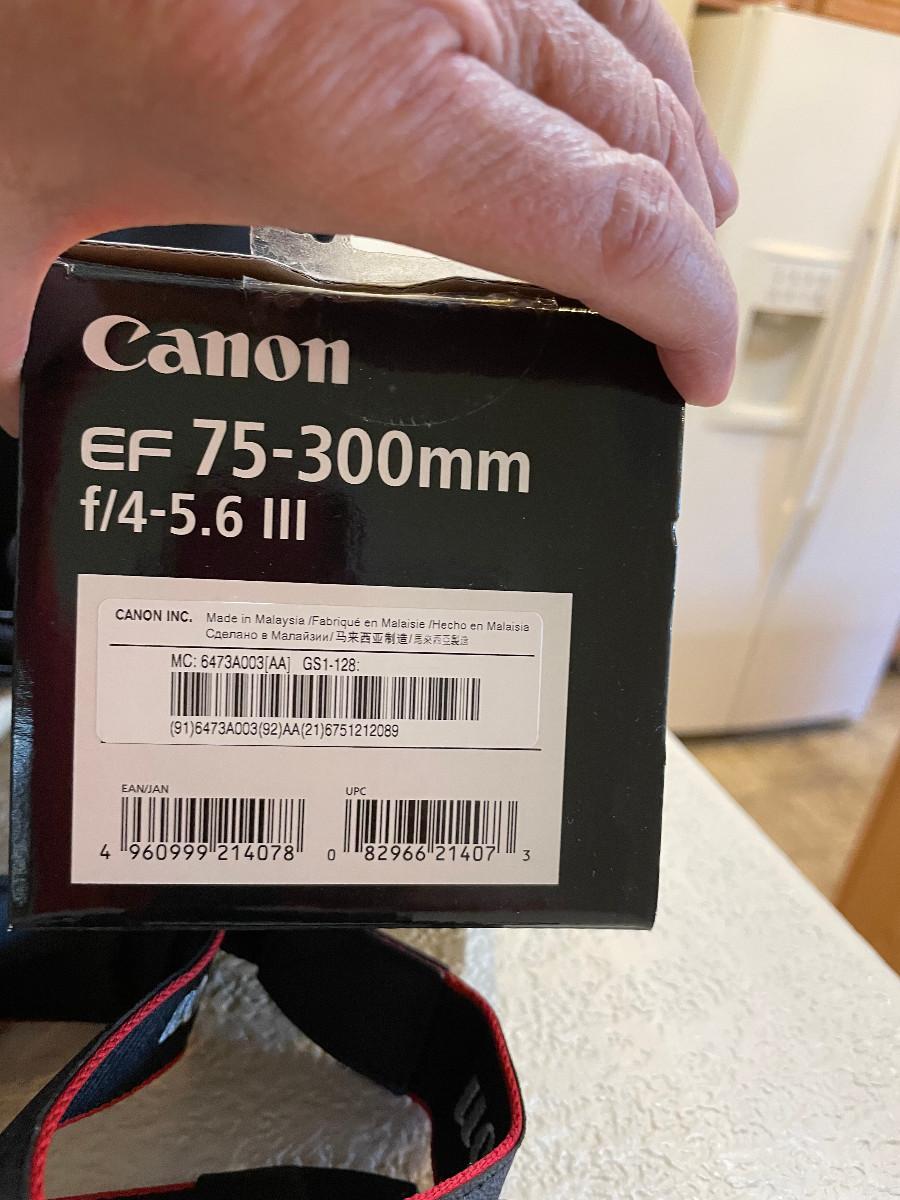 Canon
EF 75-300mm
f/4-5.6 III
CANON INC. Made in Malaysia /Fabriqué en Malaisie /Hecho en Malaisia
Сделано в Малайзии/马来西亚制造/馬來西亞製造
MC: 6473A003[AA] GS1-128:
(91)6473A003(92)AA(21)6751212089
EAN/JAN
UPC
4 960999 214078
0 82966 21407 3